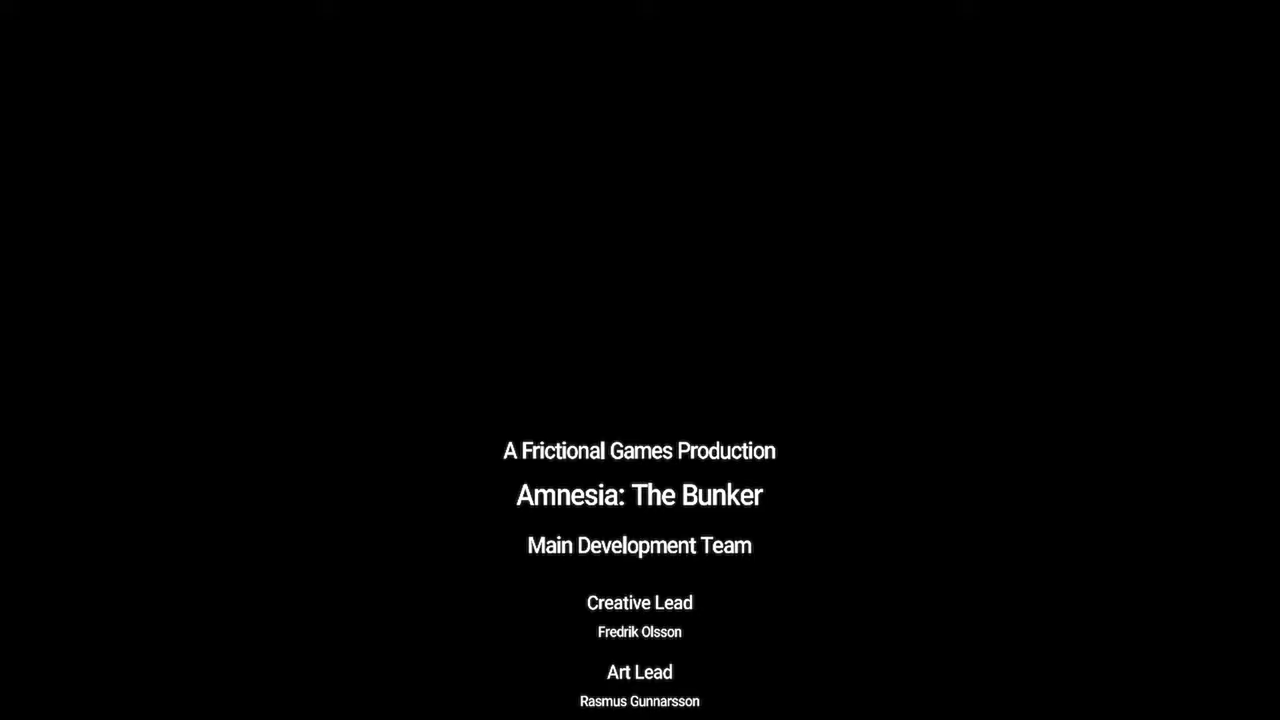 A Frictional Games Production
Amnesia: The Bunker
Main Development Team
Creative Lead
Fredrik Olsson
Art Lead
Rasmus Gunnarsson